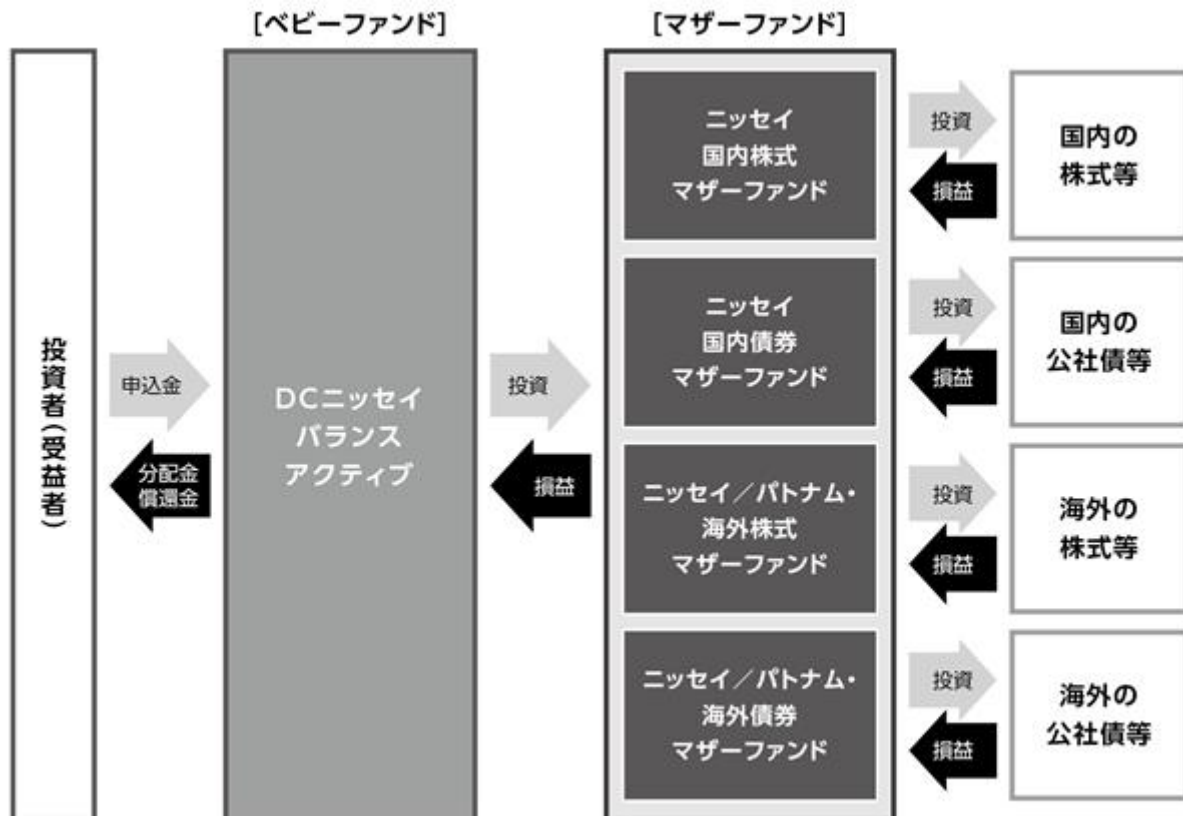 [ベビーファンド]
[マザーファンド]
投資者(受益者)
申込金
分配金
償還金
DCニッセイ
バランス
アクティブ
投資
損益
ニッセイ
国内株式
マザーファンド
投資
損益
国内の
株式等
ニッセイ
国内債券
マザーファンド
投資
損益
国内の
公社債等
ニッセイ／パトナム・
海外株式
マザーファンド
投資
損益
海外の
株式等
ニッセイ／パトナム・
海外債券
マザーファンド
投資
損益
海外の
公社債等